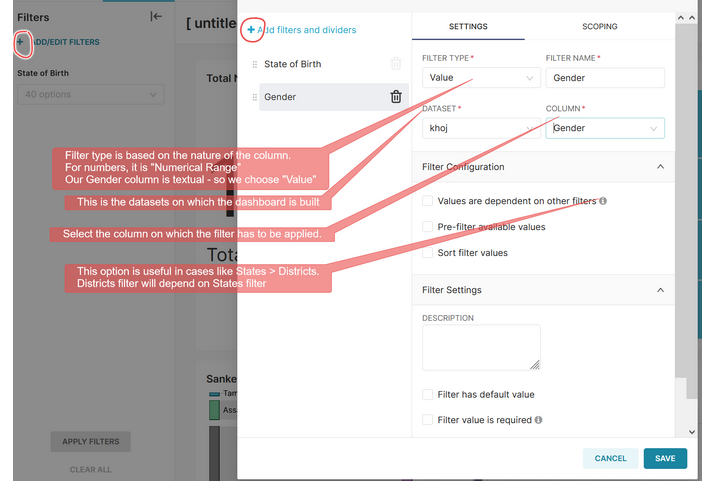 Filters
+ ADD/EDIT FILTERS
State of Birth
40 options
APPLY FILTERS
CLEAR ALL
[ untitle
Total N
Tota
Sanke
Tam
Ass
+ Add filters and dividers
State of Birth
Gender
SETTINGS
SCOPING
FILTER TYPE *
FILTER NAME *
Value
Gender
DATASET *
COLUMN *
khoj
Gender
Filter Configuration
Values are dependent on other filters
Pre-filter available values
Sort filter values
Filter Settings
DESCRIPTION
Filter has default value
Filter value is required
CANCEL
SAVE
Filter type is based on the nature of the column.
For numbers, it is "Numerical Range"
Our Gender column is textual - so we choose "Value"
This is the datasets on which the dashboard is built
Select the column on which the filter has to be applied.
This option is useful in cases like States > Districts.
Districts filter will depend on States filter